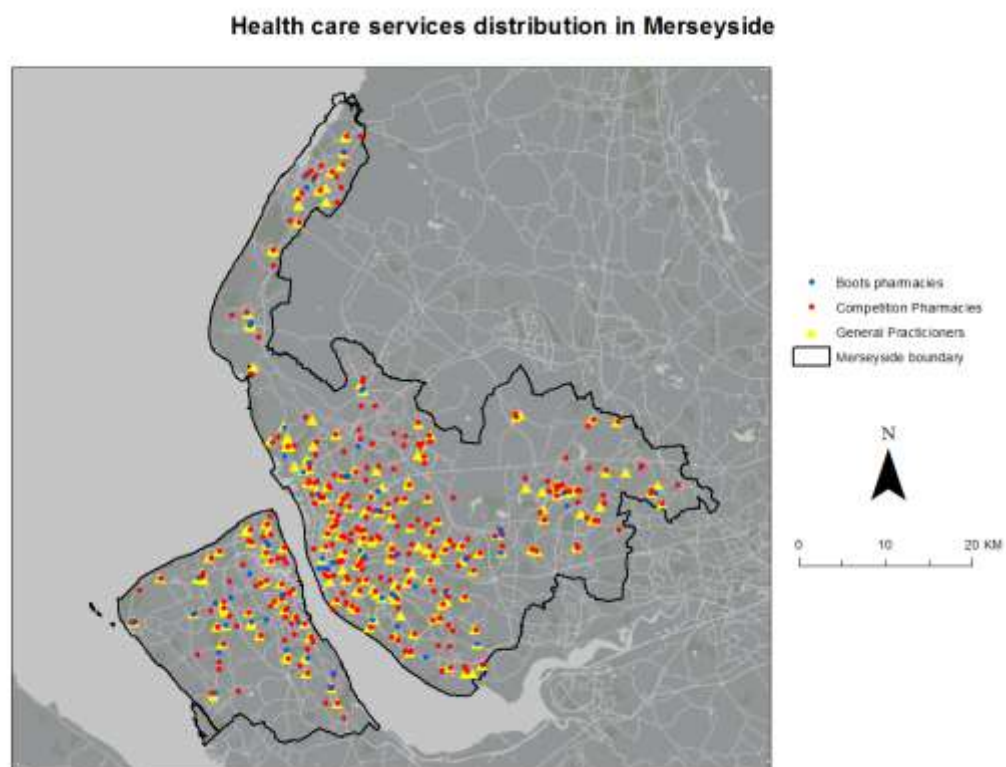 Health care services distribution in Merseyside
Boots pharmacies
Competition Pharmacies
General Practicioners
Merseyside boundary
N
0 10 20 KM